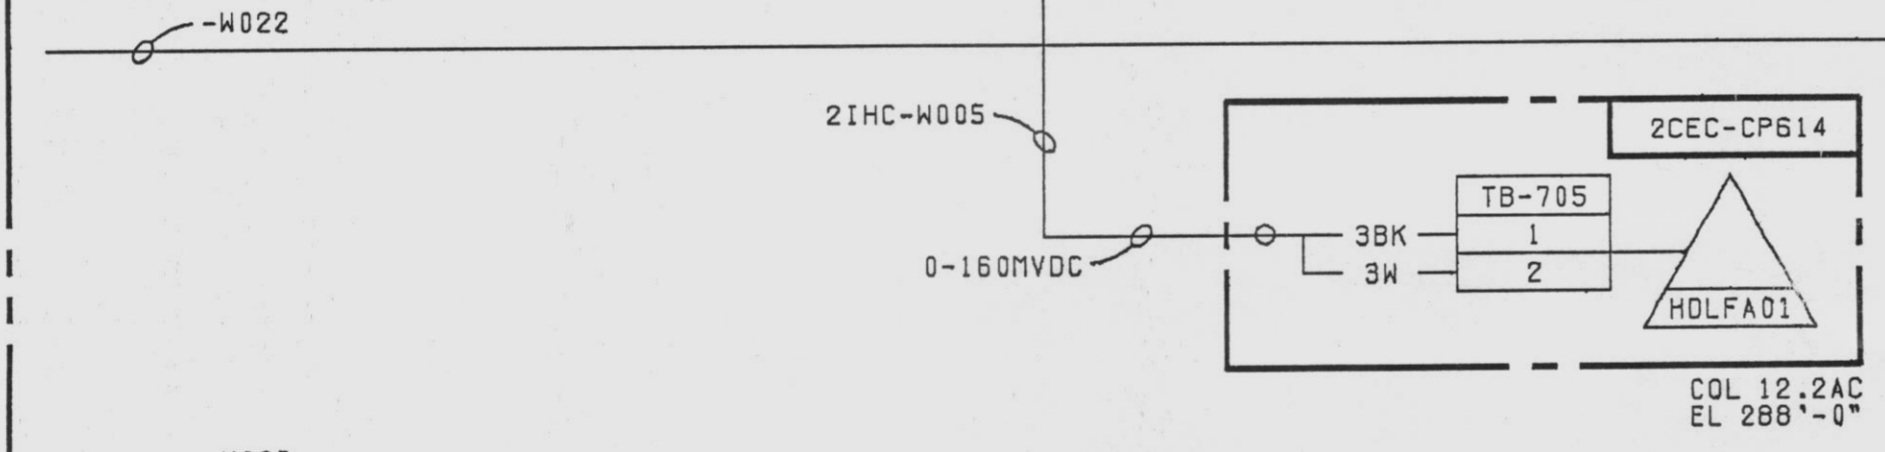 -W022
2IHC-W005
2CEC-CP614
TB-705
3BK
1
0-160MVDC
3W
2
HDLFA01
COL 12.2AC
EL 288'-0"